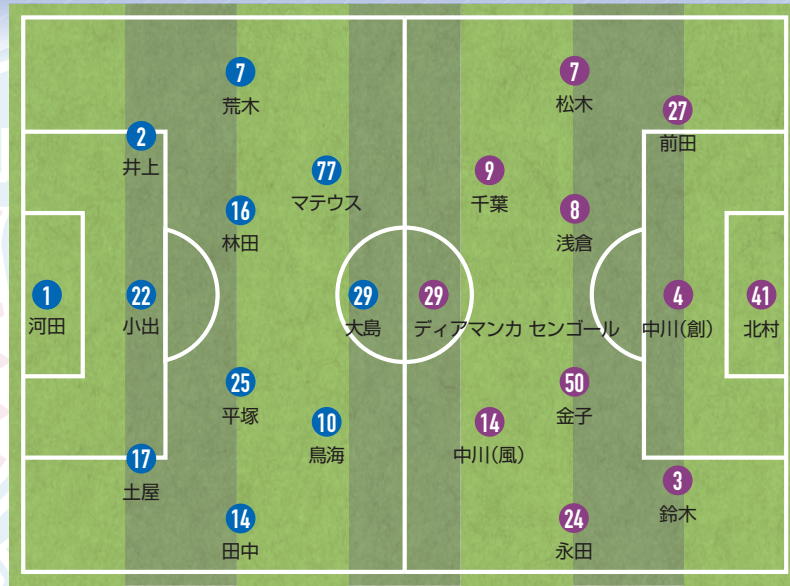 7
荒木
2
井上
77
マテウス
16
林田
1
河田
22
小出
29
大島
25
平塚
10
鳥海
17
土屋
14
田中
7
松木
27
前田
9
千葉
8
浅倉
29
ディアマンカ センゴール
4
中川(創)
41
北村
50
金子
14
中川(風)
3
鈴木
24
永田